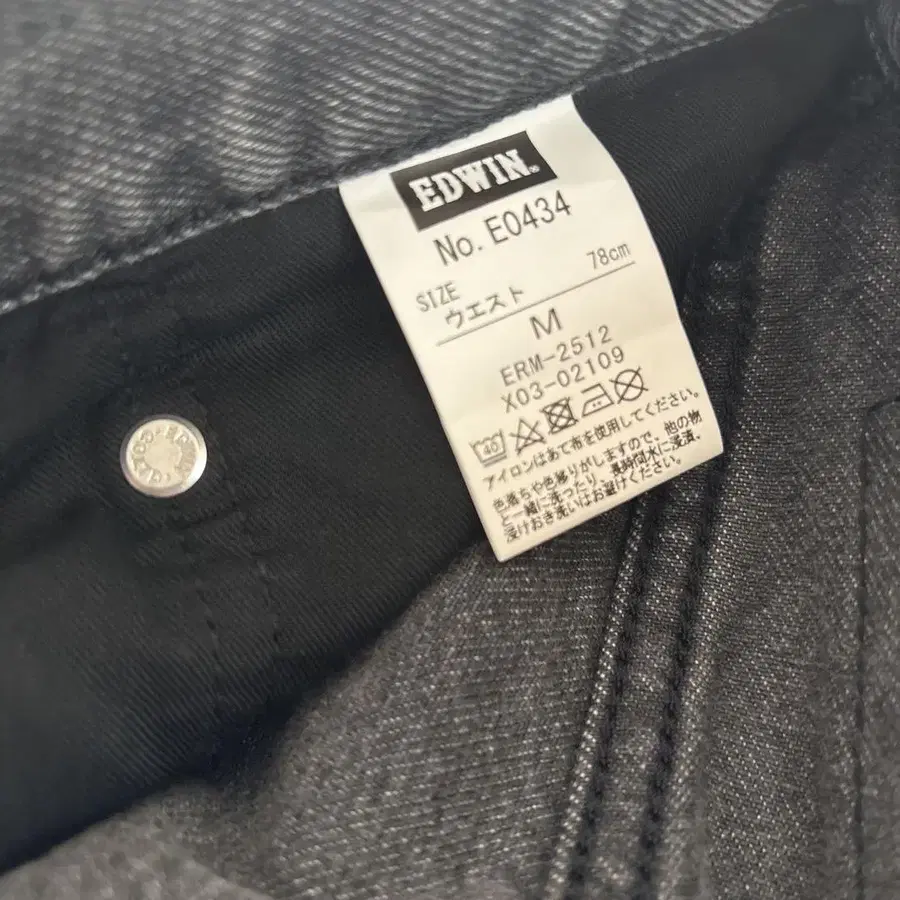 EDWIN.
No. E0434
SIZE
ウエスト 78cm
M
ERM-2512
X03-02109
40
アイロンはあて布を使用してください。
色落ちや色移りがしますので、他の物
と一緒に洗ったり、長時間水に浸漬、
浸けおき洗いはお避けください。
EDWIN